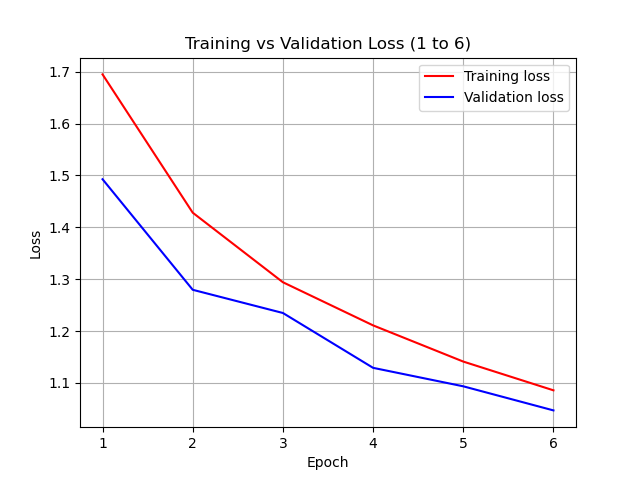 Training vs Validation Loss (1 to 6)
Training loss
Validation loss
Loss
1.7
1.6
1.5
1.4
1.3
1.2
1.1
1 2 3 4 5 6
Epoch